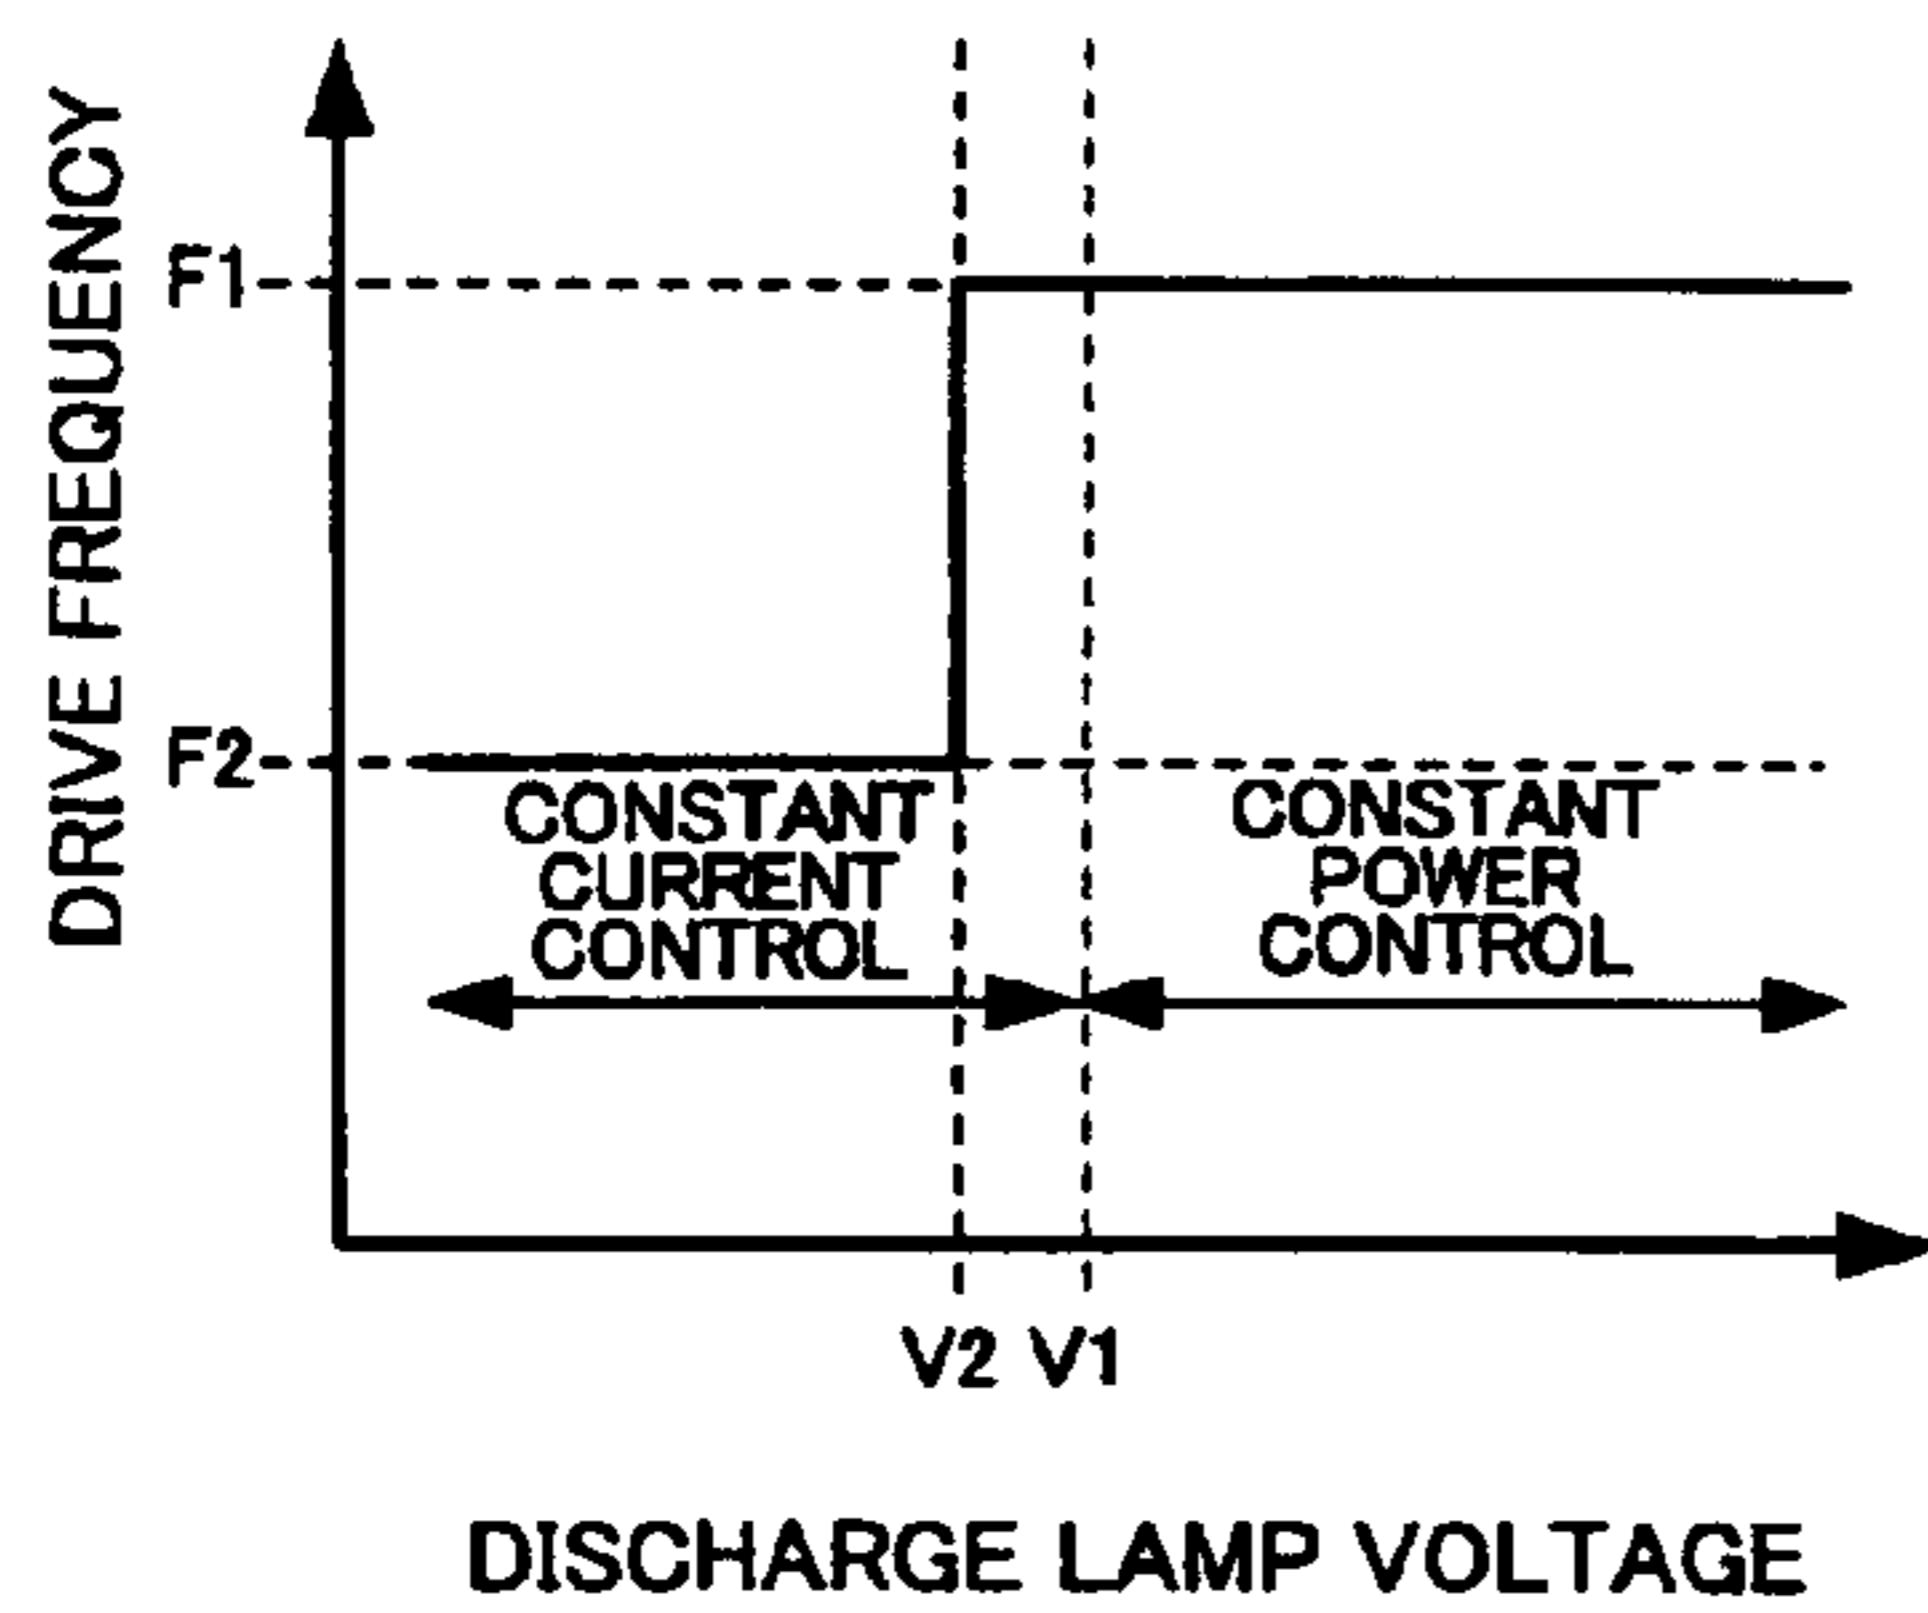 DRIVE FREQUENCY
F1
F2
CONSTANT
CURRENT
CONTROL
CONSTANT
POWER
CONTROL
V2 V1
DISCHARGE LAMP VOLTAGE